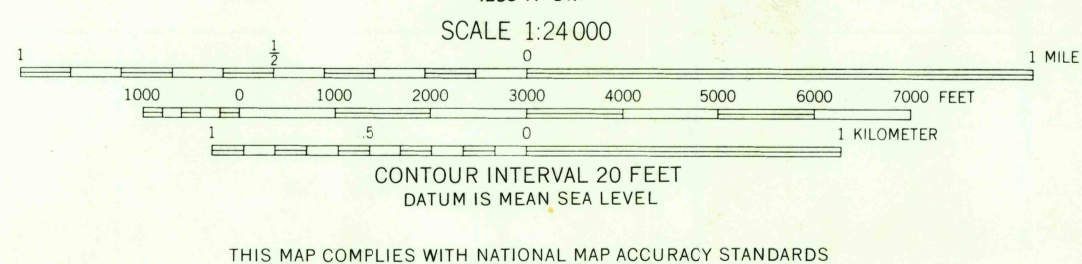 SCALE 1:24 000
1 1/2 0 1 MILE
1000 0 1000 2000 3000 4000 5000 6000 7000 FEET
1 .5 0 1 KILOMETER
CONTOUR INTERVAL 20 FEET
DATUM IS MEAN SEA LEVEL
THIS MAP COMPLIES WITH NATIONAL MAP ACCURACY STANDARDS